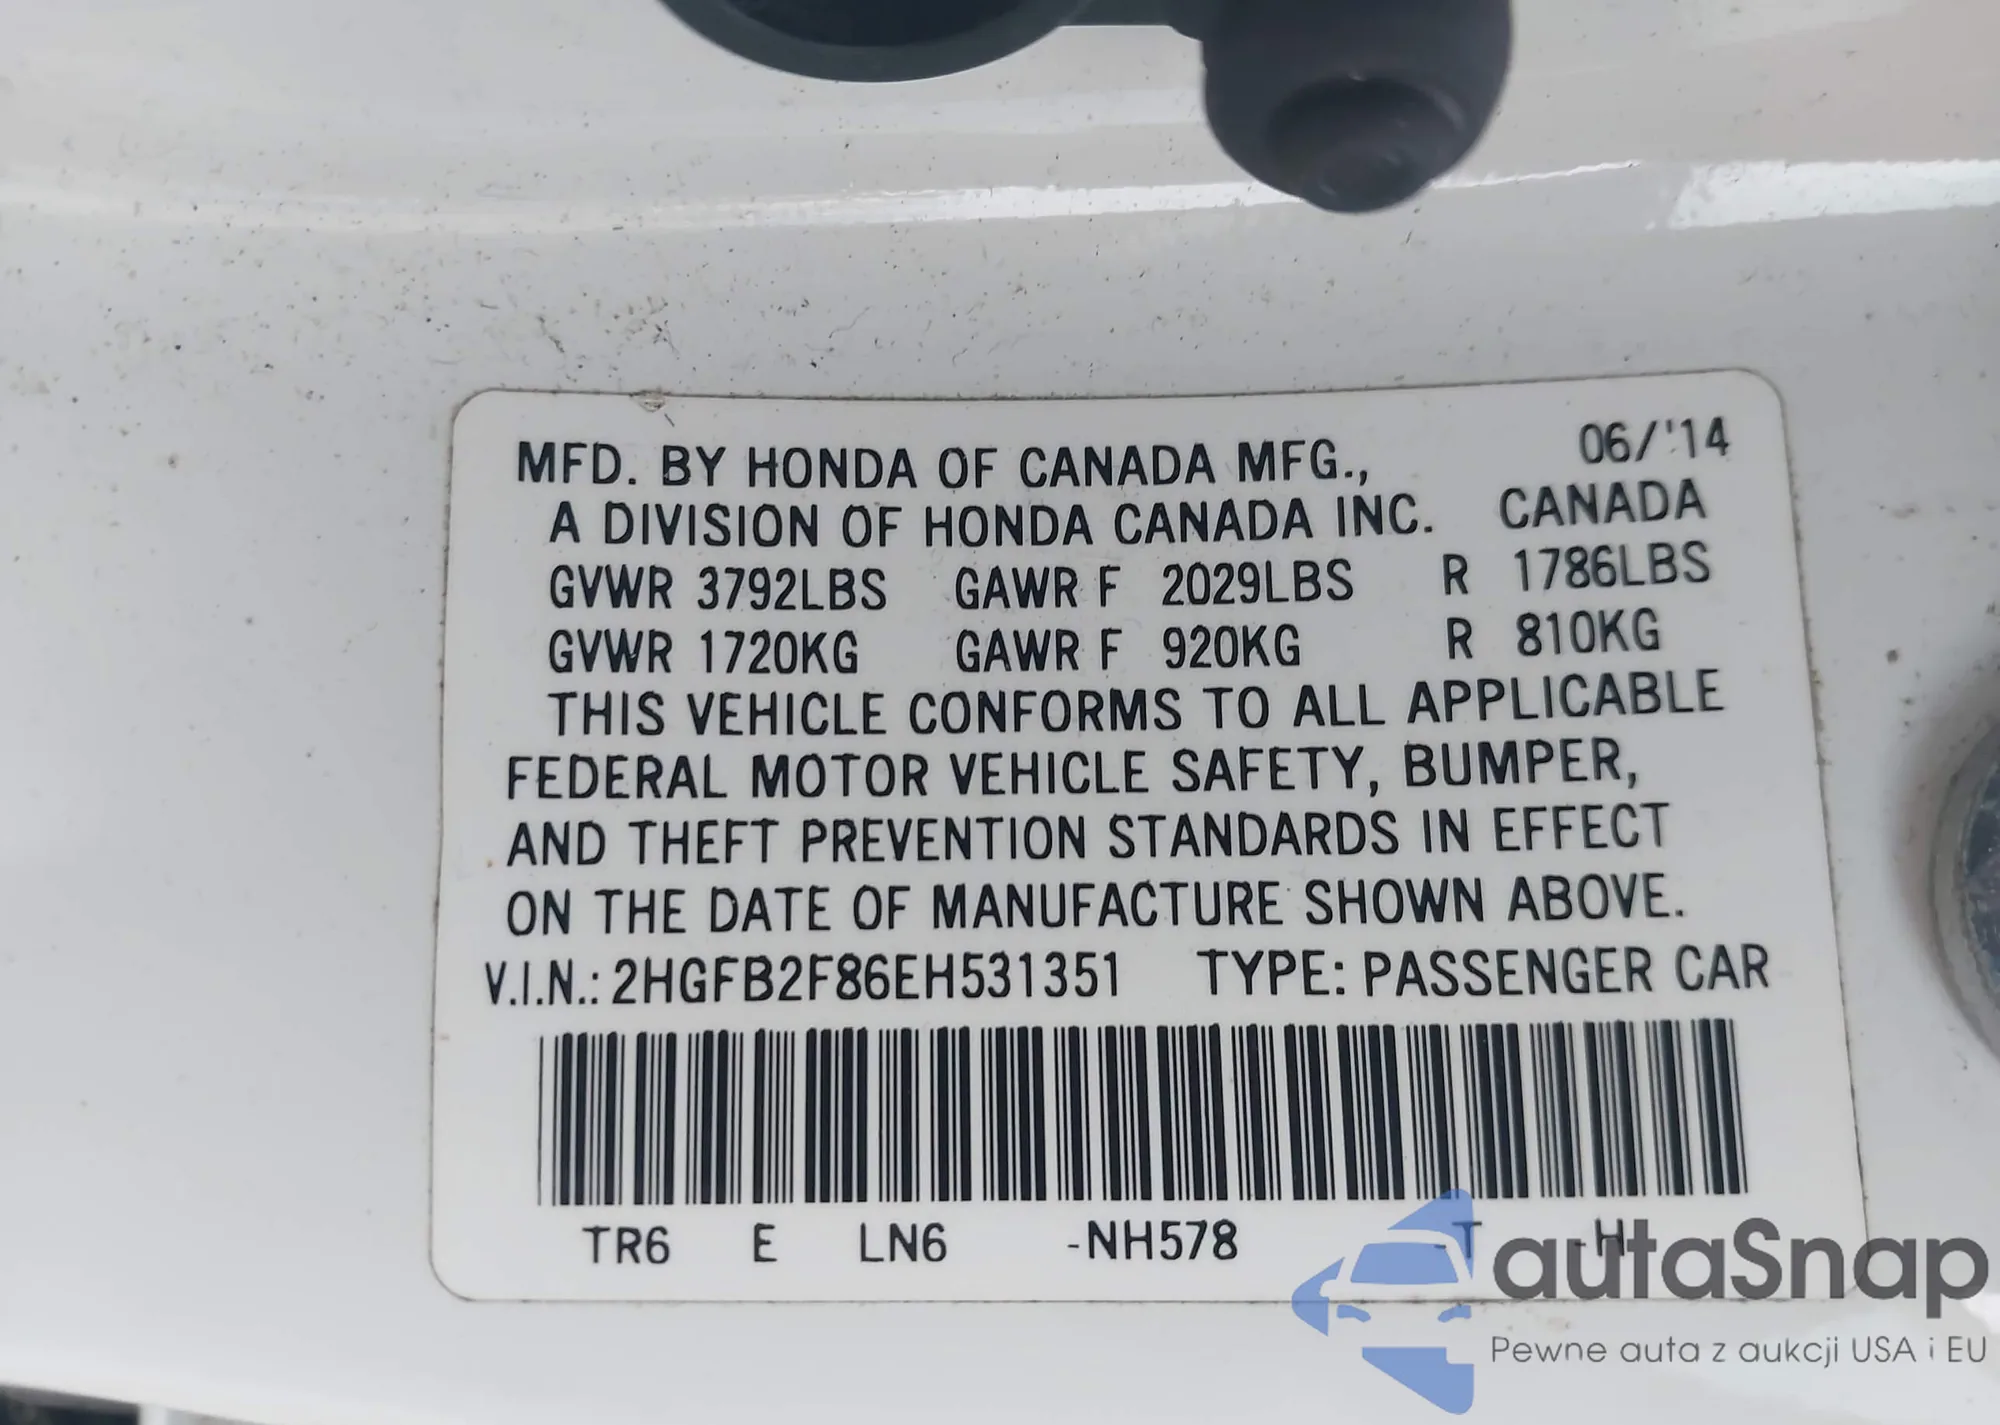 MFD. BY HONDA OF CANADA MFG., 06/'14
A DIVISION OF HONDA CANADA INC. CANADA
GVWR 3792LBS GAWR F 2029LBS R 1786LBS
GVWR 1720KG GAWR F 920KG R 810KG
THIS VEHICLE CONFORMS TO ALL APPLICABLE
FEDERAL MOTOR VEHICLE SAFETY, BUMPER,
AND THEFT PREVENTION STANDARDS IN EFFECT
ON THE DATE OF MANUFACTURE SHOWN ABOVE.
V.I.N.: 2HGFB2F86EH531351 TYPE: PASSENGER CAR
TR6 E LN6 -NH578 -T -H
autaSnap
Pewne auta z aukcji USA i EU